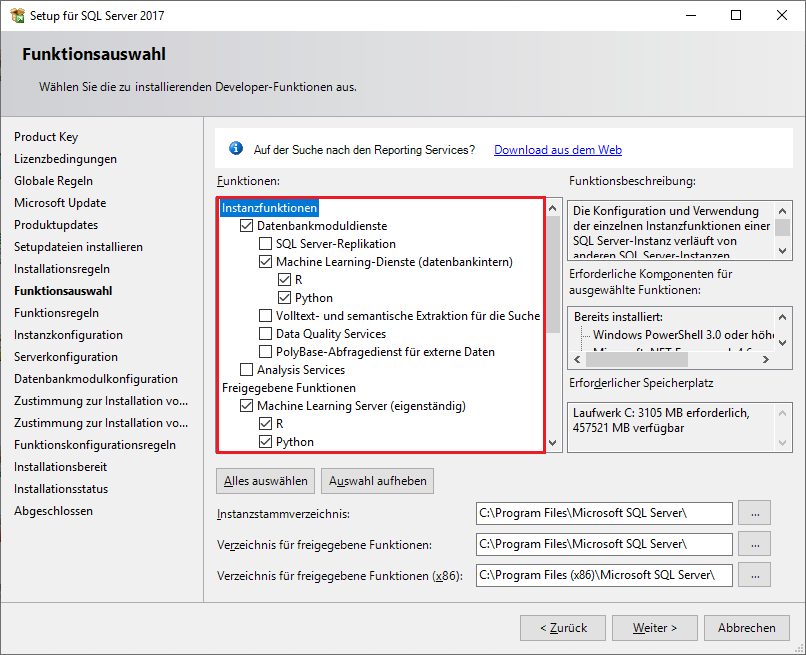 Setup für SQL Server 2017
Funktionsauswahl
Wählen Sie die zu installierenden Developer-Funktionen aus.
Product Key
Lizenzbedingungen
Globale Regeln
Microsoft Update
Produktupdates
Setupdateien installieren
Installationsregeln
Funktionsauswahl
Funktionsregeln
Instanzkonfiguration
Serverkonfiguration
Datenbankmodulkonfiguration
Zustimmung zur Installation vo...
Zustimmung zur Installation vo...
Funktionskonfigurationsregeln
Installationsbereit
Installationsstatus
Abgeschlossen
Auf der Suche nach den Reporting Services? Download aus dem Web
Funktionen:
Instanzfunktionen
Datenbankmoduldienste
SQL Server-Replikation
Machine Learning-Dienste (datenbankintern)
R
Python
Volltext- und semantische Extraktion für die Suche
Data Quality Services
PolyBase-Abfragedienst für externe Daten
Analysis Services
Freigegebene Funktionen
Machine Learning Server (eigenständig)
R
Python
Funktionsbeschreibung:
Die Konfiguration und Verwendung
der einzelnen Instanzfunktionen einer
SQL Server-Instanz verläuft von
anderen SQL Server-Instanzen
Erforderliche Komponenten für
ausgewählte Funktionen:
Bereits installiert:
Windows PowerShell 3.0 oder höhe
Erforderlicher Speicherplatz
Laufwerk C: 3105 MB erforderlich,
457521 MB verfügbar
Alles auswählen Auswahl aufheben
Instanzstammverzeichnis: C:\Program Files\Microsoft SQL Server\ ...
Verzeichnis für freigegebene Funktionen: C:\Program Files\Microsoft SQL Server\ ...
Verzeichnis für freigegebene Funktionen (x86): C:\Program Files (x86)\Microsoft SQL Server\ ...
< Zurück Weiter > Abbrechen